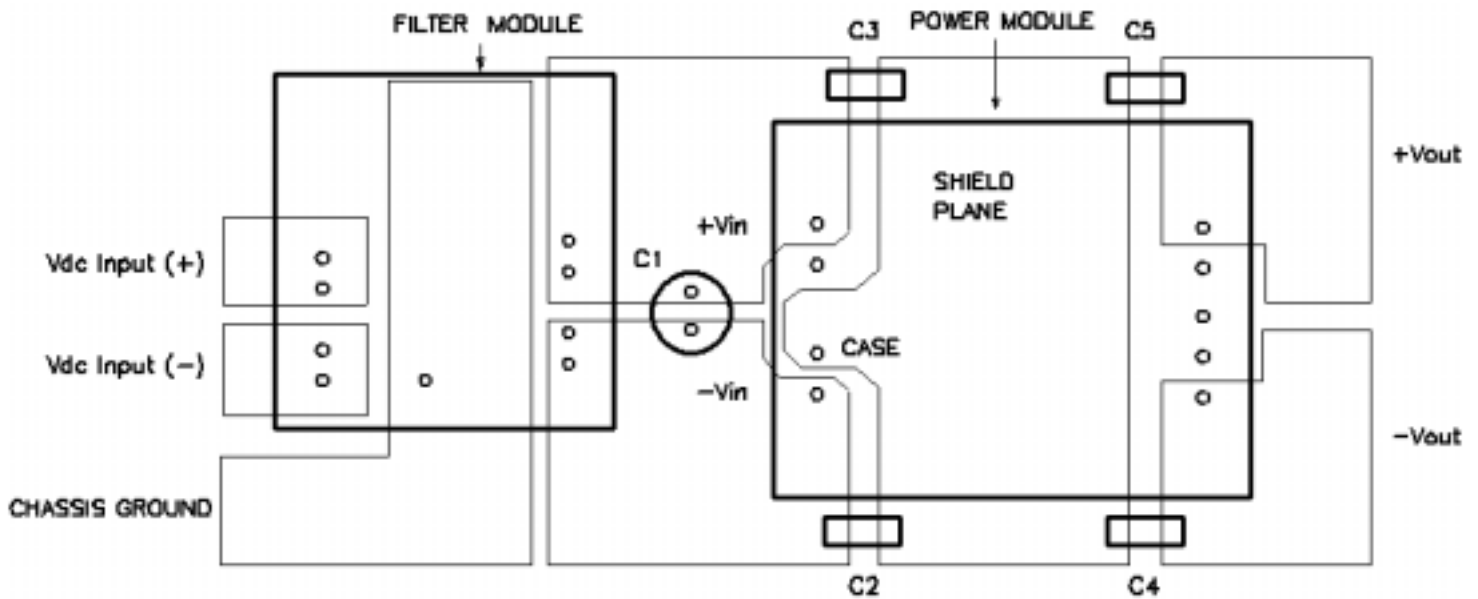 FILTER MODULE
C3
POWER MODULE
C5
+Vout
SHIELD
PLANE
+Vin
C1
Vdc Input (+)
CASE
Vdc Input (−)
−Vin
−Vout
CHASSIS GROUND
C2
C4